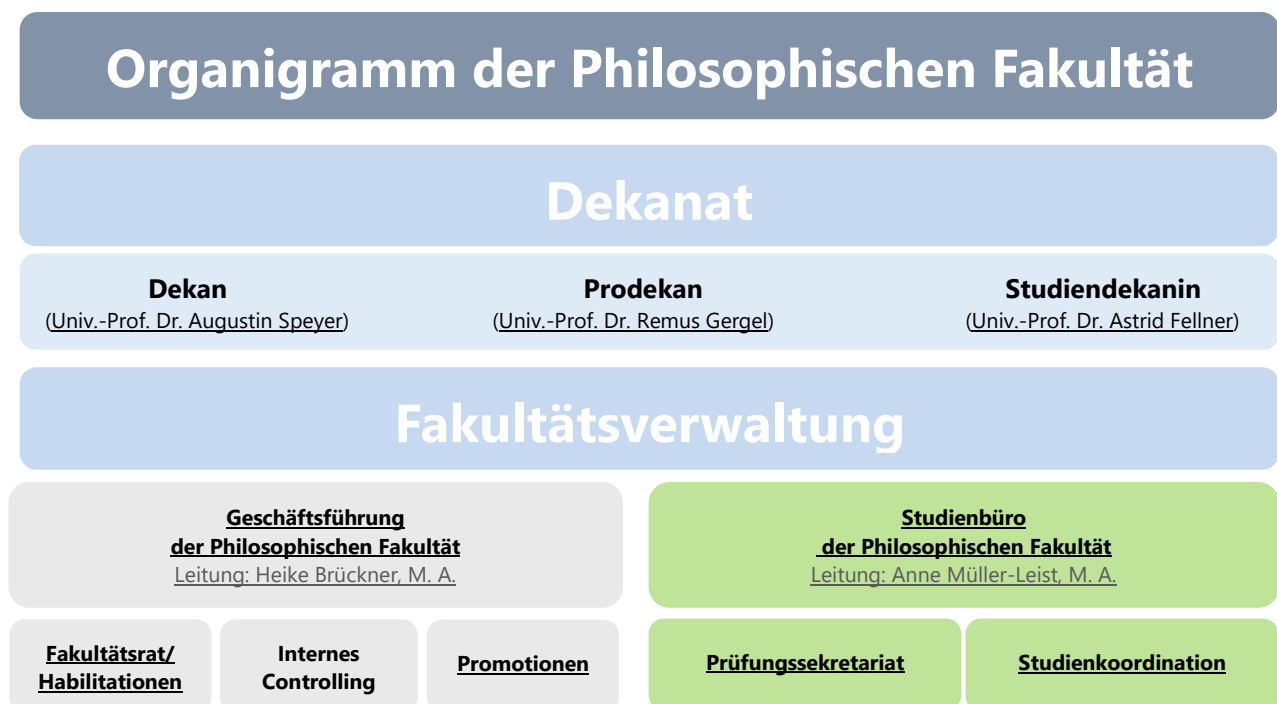 Organigramm der Philosophischen Fakultät
Dekanat
Dekan
(Univ.-Prof. Dr. Augustin Speyer)
Prodekan
(Univ.-Prof. Dr. Remus Gergel)
Studiendekanin
(Univ.-Prof. Dr. Astrid Fellner)
Fakultätsverwaltung
Geschäftsführung
der Philosophischen Fakultät
Leitung: Heike Brückner, M. A.
Studienbüro
der Philosophischen Fakultät
Leitung: Anne Müller-Leist, M. A.
Fakultätsrat/
Habilitationen
Internes
Controlling
Promotionen
Prüfungssekretariat
Studienkoordination